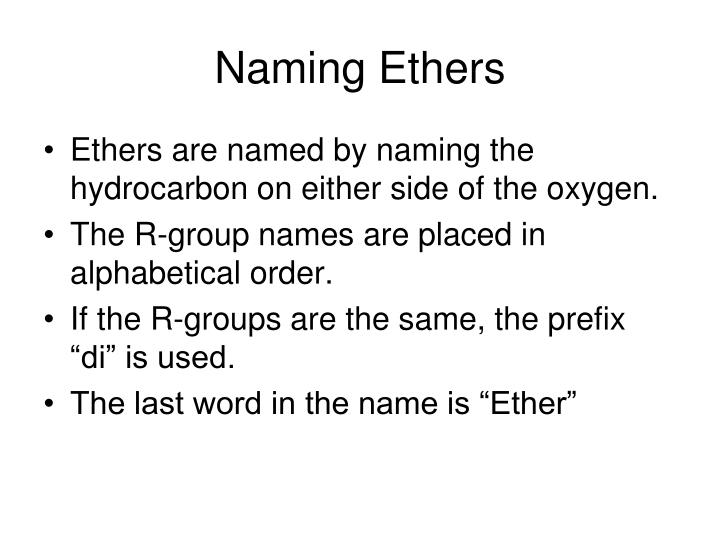 Naming Ethers
• Ethers are named by naming the
hydrocarbon on either side of the oxygen.
• The R-group names are placed in
alphabetical order.
• If the R-groups are the same, the prefix
“di” is used.
• The last word in the name is “Ether”